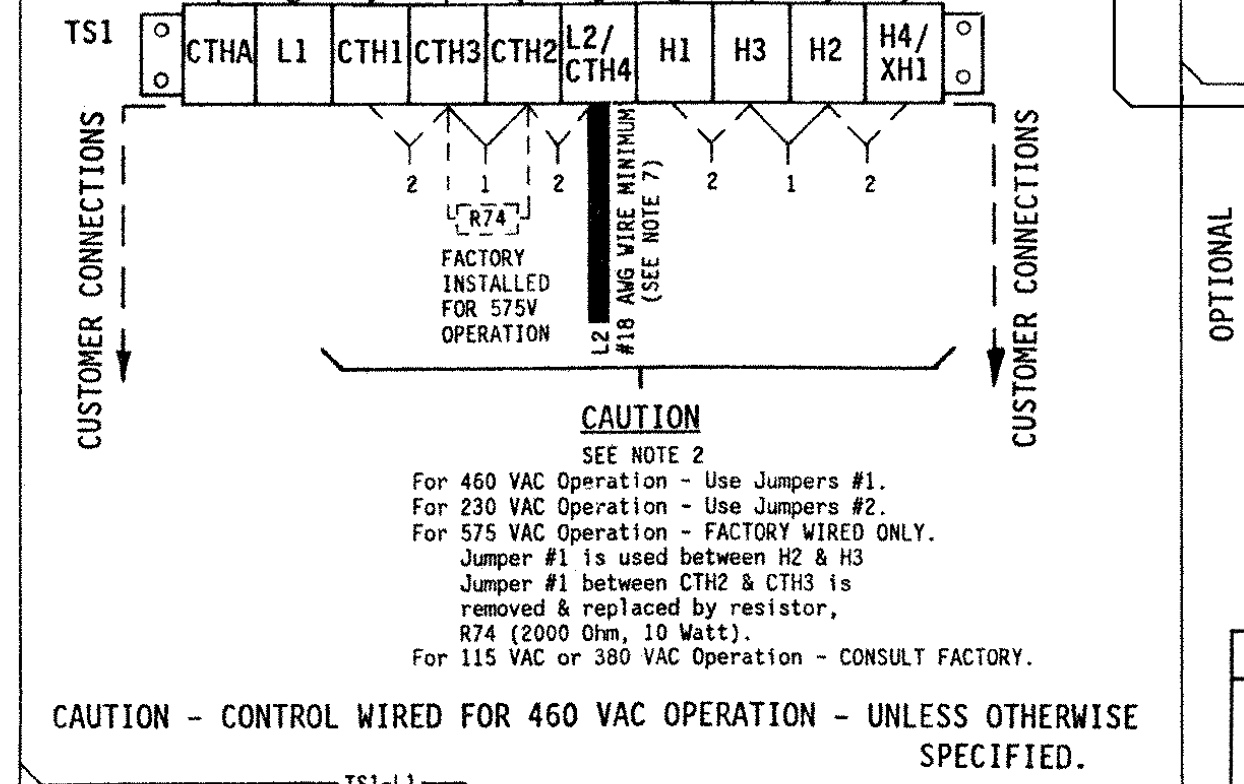 TS1
CTHA L1 CTH1 CTH3 CTH2 L2/ CTH4 H1 H3 H2 H4/ XH1
CUSTOMER CONNECTIONS
2 1 2 2 1 2
R74
FACTORY
INSTALLED
FOR 575V
OPERATION
L2
#18 AWG WIRE MINIMUM
(SEE NOTE 7)
CUSTOMER CONNECTIONS
OPTIONAL
CAUTION
SEE NOTE 2
For 460 VAC Operation - Use Jumpers #1.
For 230 VAC Operation - Use Jumpers #2.
For 575 VAC Operation - FACTORY WIRED ONLY.
Jumper #1 is used between H2 & H3
Jumper #1 between CTH2 & CTH3 is
removed & replaced by resistor,
R74 (2000 Ohm, 10 Watt).
For 115 VAC or 380 VAC Operation - CONSULT FACTORY.
CAUTION - CONTROL WIRED FOR 460 VAC OPERATION - UNLESS OTHERWISE
SPECIFIED.
TS1-L1